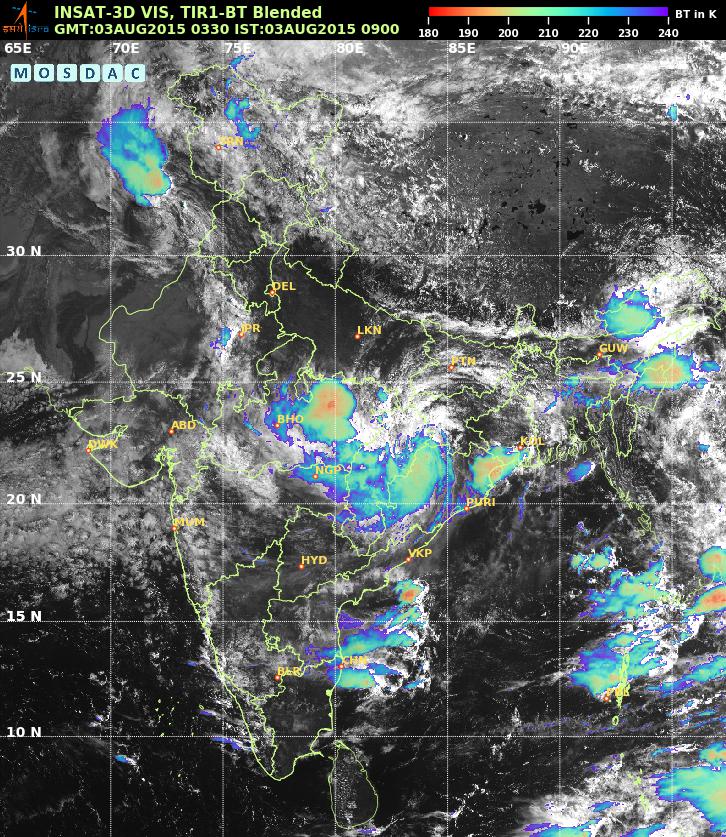 INSAT-3D VIS, TIR1-BT Blended
GMT:03AUG2015 0330 IST:03AUG2015 0900
BT in K
180 190 200 210 220 230 240
65E 70E 75E 80E 85E 90E
MOSDAC
SRN
30 N
DEL
JPR
LKN
GUW
PTN
25 N
BHO
ABD
DWK
KOL
NGP
20 N
PURI
MUM
VKP
HYD
15 N
CHN
BLR
10 N